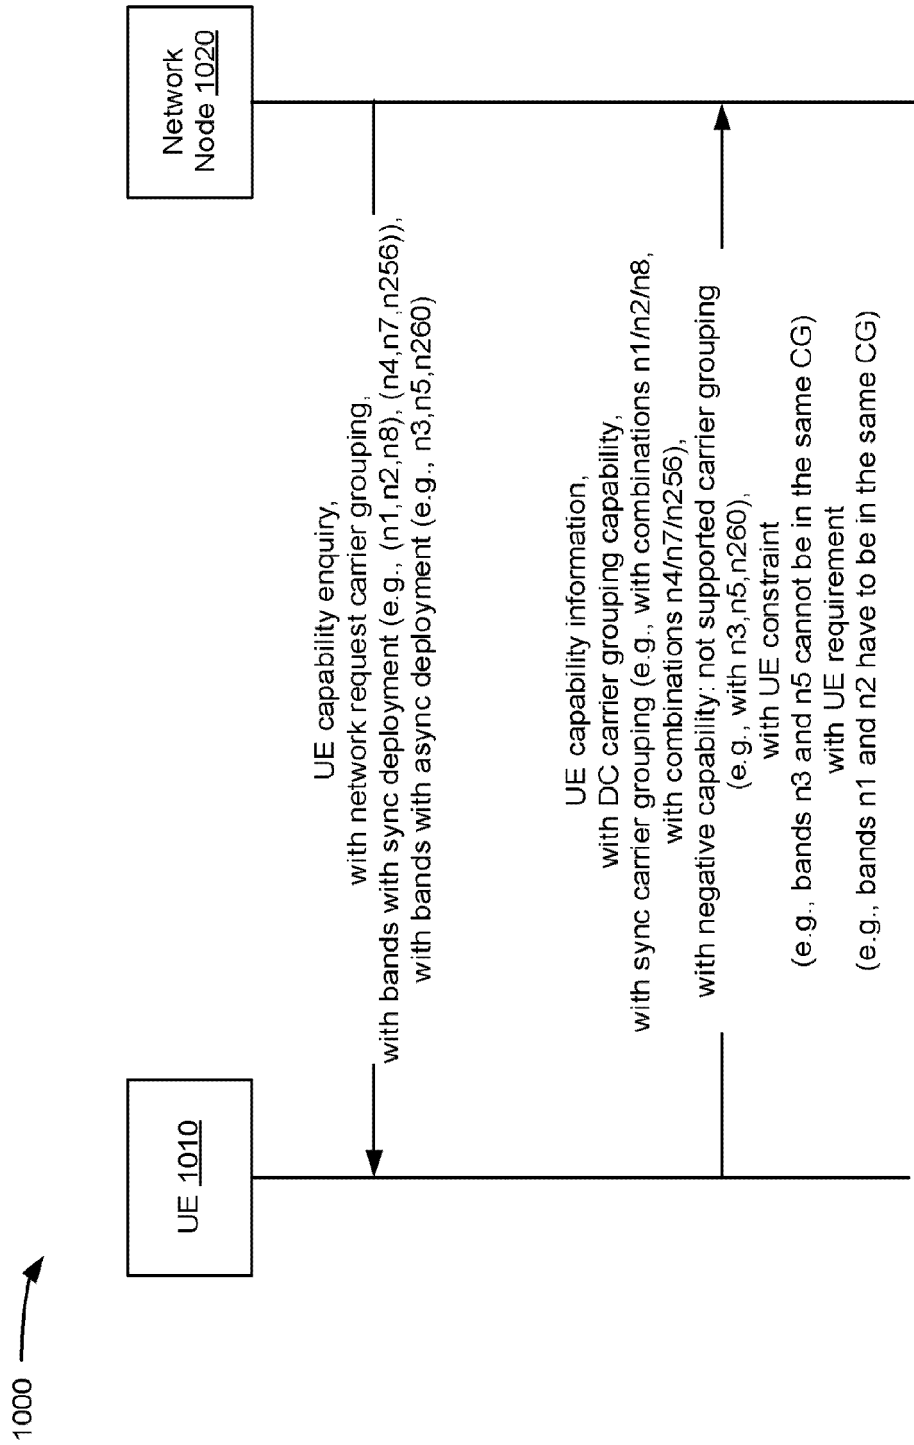 1000
UE 1010
Network
Node 1020
UE capability enquiry,
with network request carrier grouping,
with bands with sync deployment (e.g., (n1,n2,n8), (n4,n7,n256)),
with bands with async deployment (e.g., n3,n5,n260)
UE capability information,
with DC carrier grouping capability,
with sync carrier grouping (e.g., with combinations n1/n2/n8,
with combinations n4/n7/n256),
with negative capability: not supported carrier grouping
(e.g., with n3,n5,n260),
with UE constraint
(e.g., bands n3 and n5 cannot be in the same CG)
with UE requirement
(e.g., bands n1 and n2 have to be in the same CG)